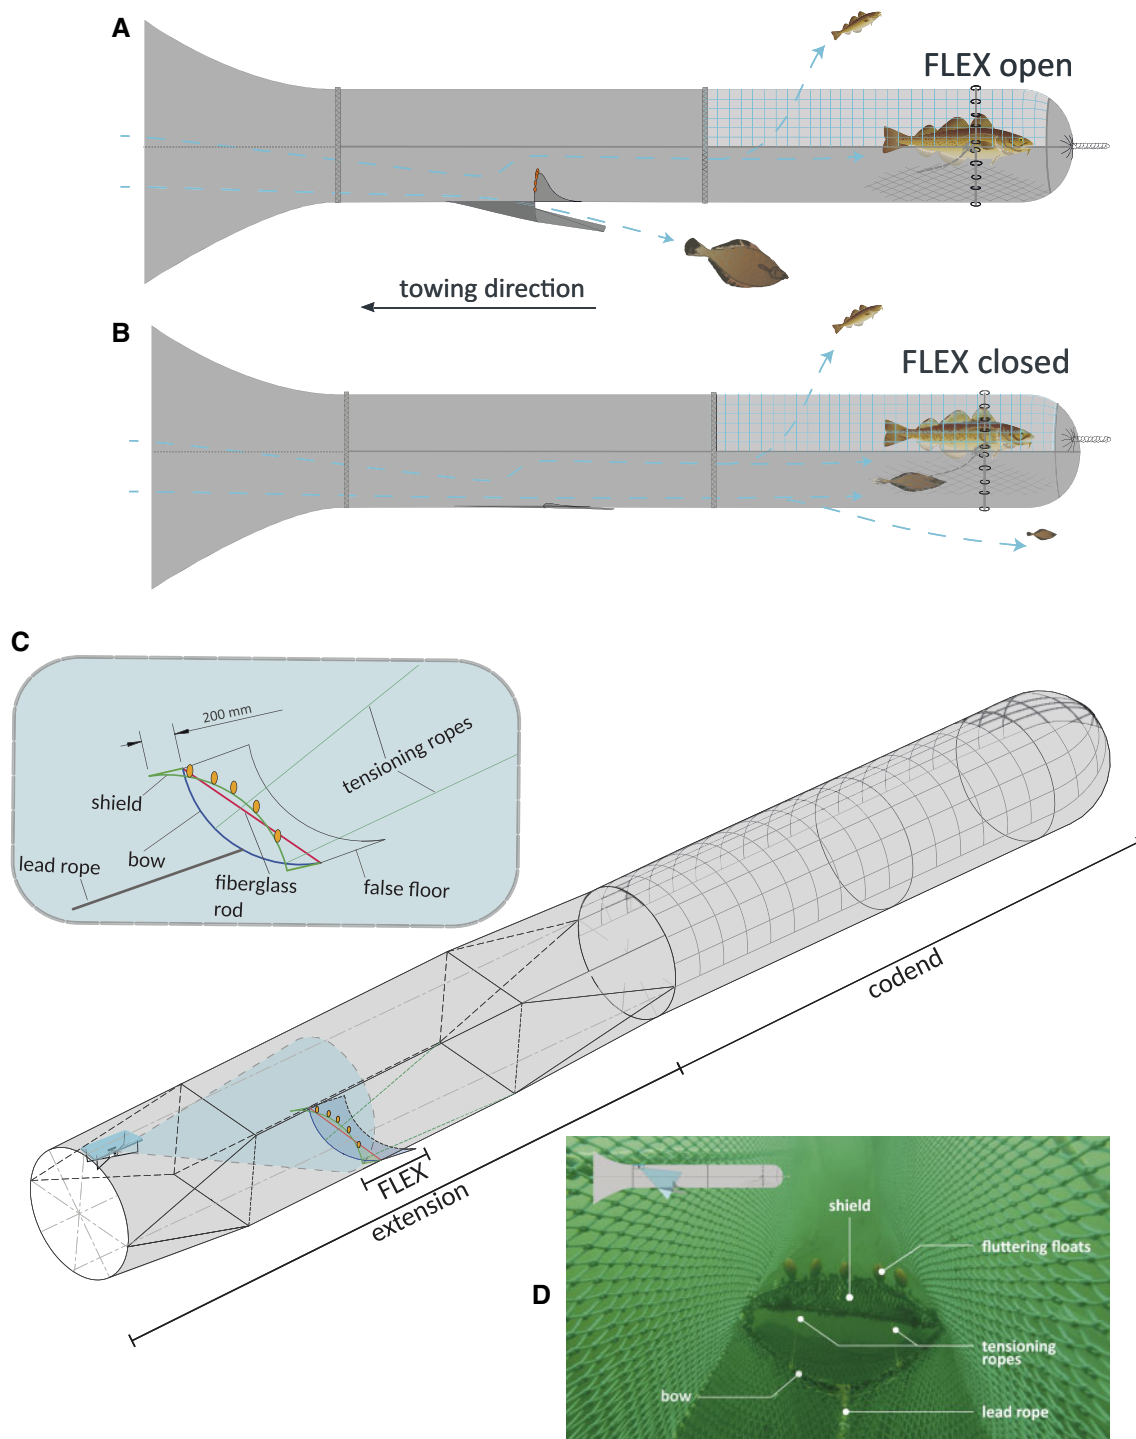 A
FLEX open
towing direction
B
FLEX closed
C
200 mm
tensioning ropes
shield
bow
lead rope
fiberglass
rod
false floor
codend
FLEX
extension
D
shield
fluttering floats
tensioning
ropes
bow
lead rope